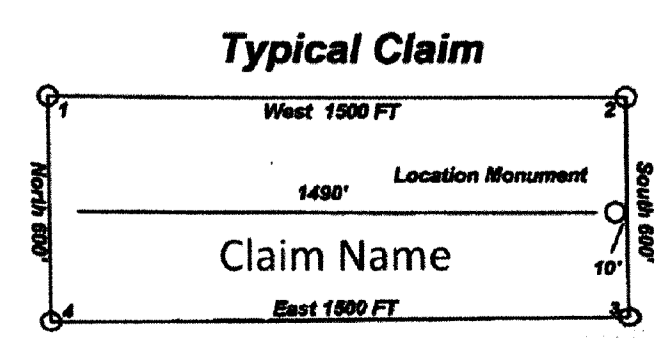 Typical Claim
1
West 1500 FT
2
North 600'
1490'
Location Monument
South 600'
Claim Name
10'
4
East 1500 FT
3